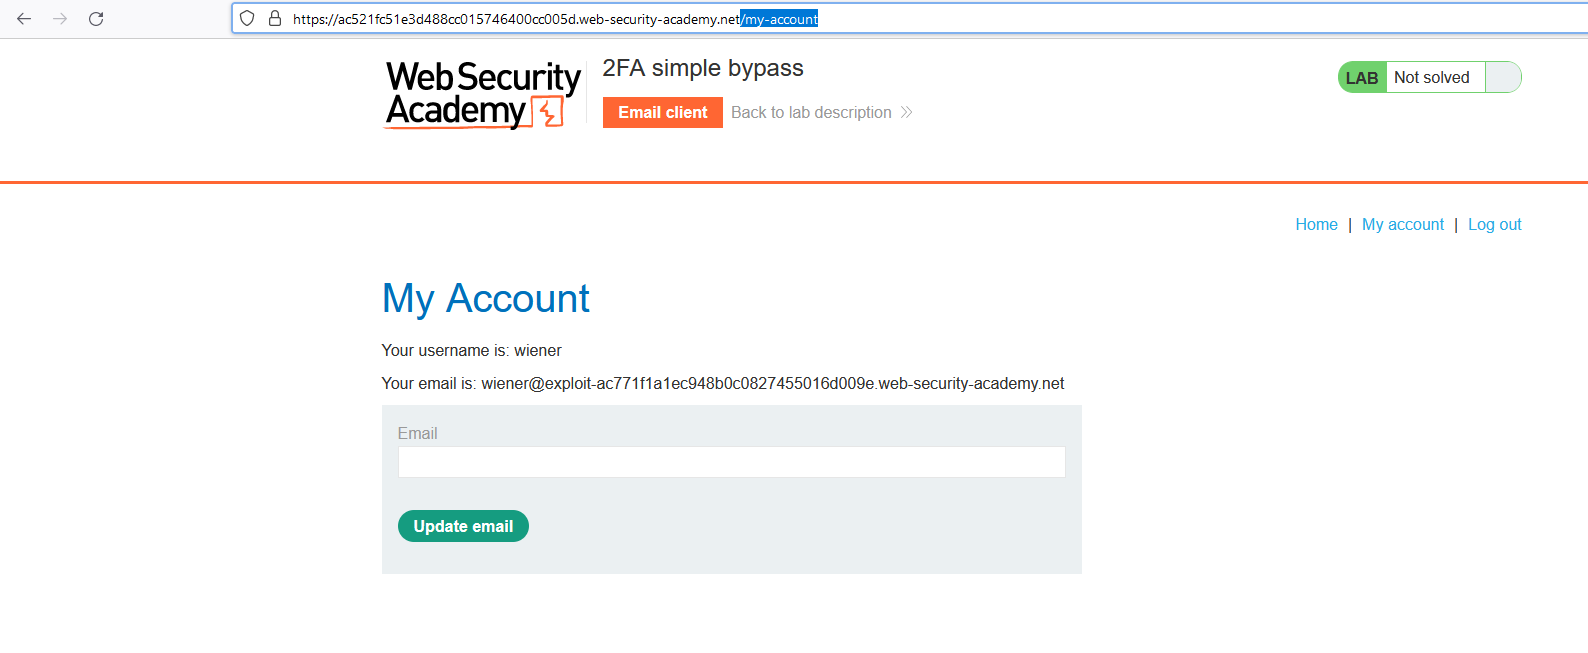 https://ac521fc51e3d488cc015746400cc005d.web-security-academy.net/my-account
WebSecurity
Academy
2FA simple bypass
Email client
Back to lab description
LAB Not solved
Home | My account | Log out
My Account
Your username is: wiener
Your email is: wiener@exploit-ac771f1a1ec948b0c0827455016d009e.web-security-academy.net
Email
Update email